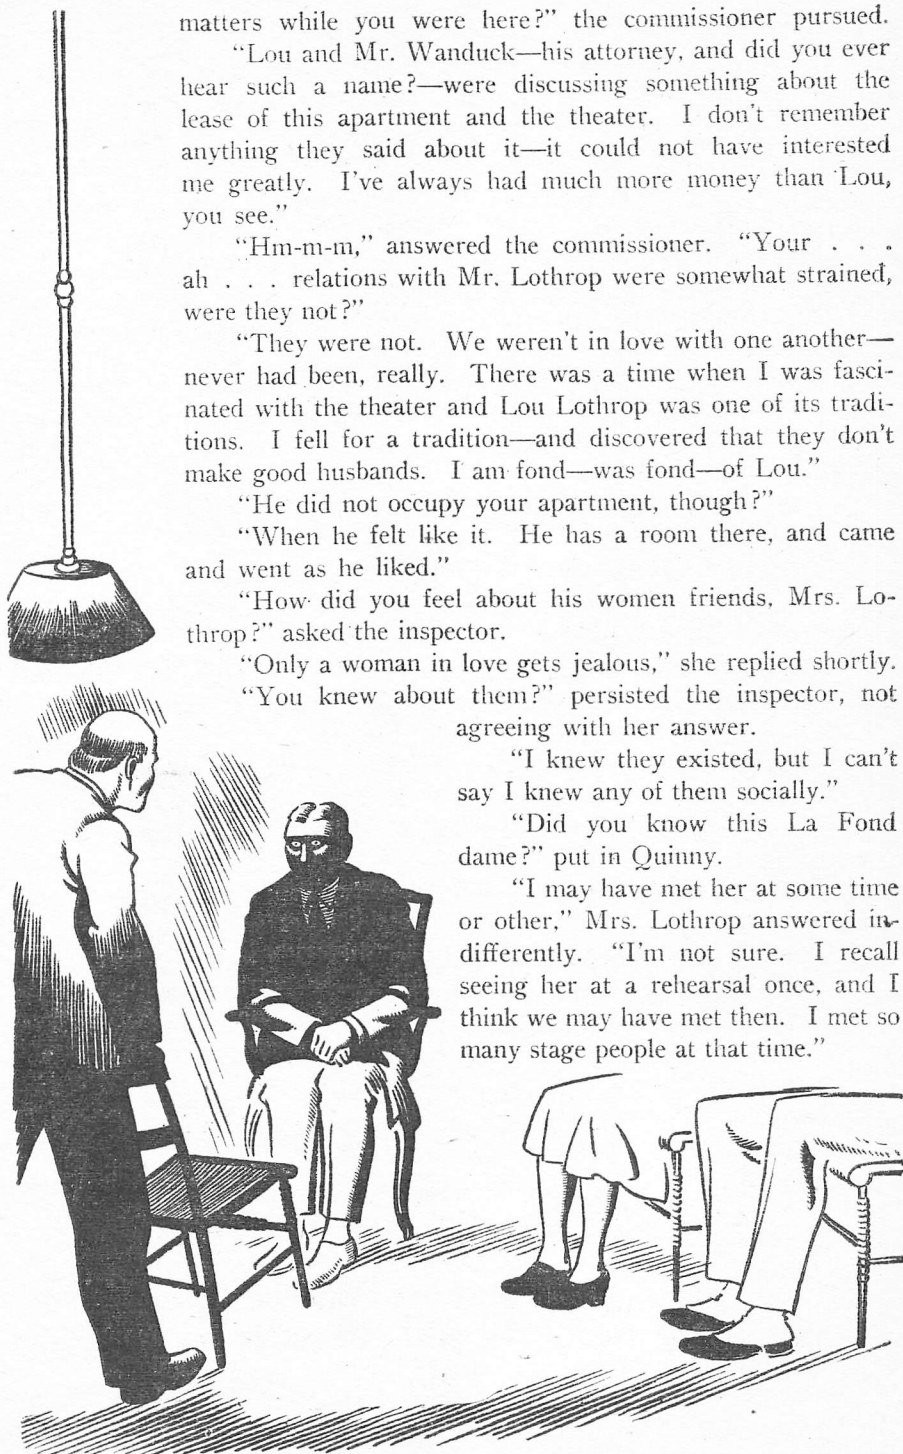 matters while you were here?” the commissioner pursued.
“Lou and Mr. Wanduck—his attorney, and did you ever
hear such a name?—were discussing something about the
lease of this apartment and the theater. I don’t remember
anything they said about it—it could not have interested
me greatly. I’ve always had much more money than Lou,
you see.”
“Hm-m-m,” answered the commissioner. “Your . . .
ah . . . relations with Mr. Lothrop were somewhat strained,
were they not?”
“They were not. We weren’t in love with one another—
never had been, really. There was a time when I was fasci-
nated with the theater and Lou Lothrop was one of its tradi-
tions. I fell for a tradition—and discovered that they don’t
make good husbands. I am fond—was fond—of Lou.”
“He did not occupy your apartment, though?”
“When he felt like it. He has a room there, and came
and went as he liked.”
“How did you feel about his women friends, Mrs. Lo-
throp?” asked the inspector.
“Only a woman in love gets jealous,” she replied shortly.
“You knew about them?” persisted the inspector, not
agreeing with her answer.
“I knew they existed, but I can’t
say I knew any of them socially.”
“Did you know this La Fond
dame?” put in Quinny.
“I may have met her at some time
or other,” Mrs. Lothrop answered in-
differently. “I’m not sure. I recall
seeing her at a rehearsal once, and I
think we may have met then. I met so
many stage people at that time.”